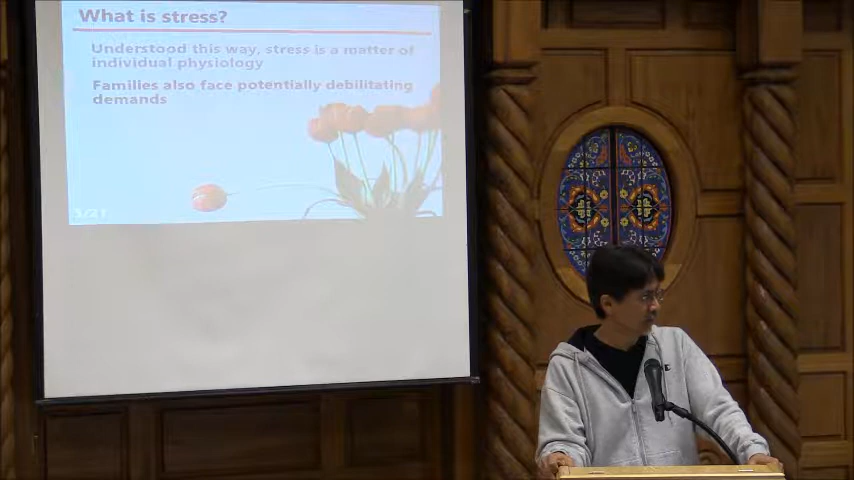 What is stress?
Understood this way, stress is a matter of
individual physiology
Families also face potentially debilitating
demands